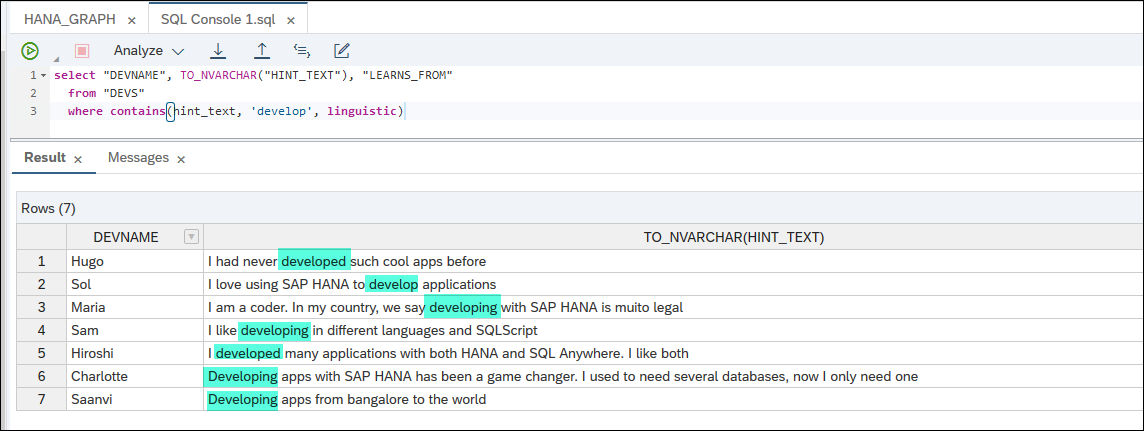 HANA_GRAPH × SQL Console 1.sql ×
Analyze
1 select "DEVNAME", TO_NVARCHAR("HINT_TEXT"), "LEARNS_FROM"
2 from "DEVS"
3 where contains(hint_text, 'develop', linguistic)
Result × Messages ×
Rows (7)
DEVNAME TO_NVARCHAR(HINT_TEXT)
1 Hugo I had never developed such cool apps before
2 Sol I love using SAP HANA to develop applications
3 Maria I am a coder. In my country, we say developing with SAP HANA is muito legal
4 Sam I like developing in different languages and SQLScript
5 Hiroshi I developed many applications with both HANA and SQL Anywhere. I like both
6 Charlotte Developing apps with SAP HANA has been a game changer. I used to need several databases, now I only need one
7 Saanvi Developing apps from bangalore to the world